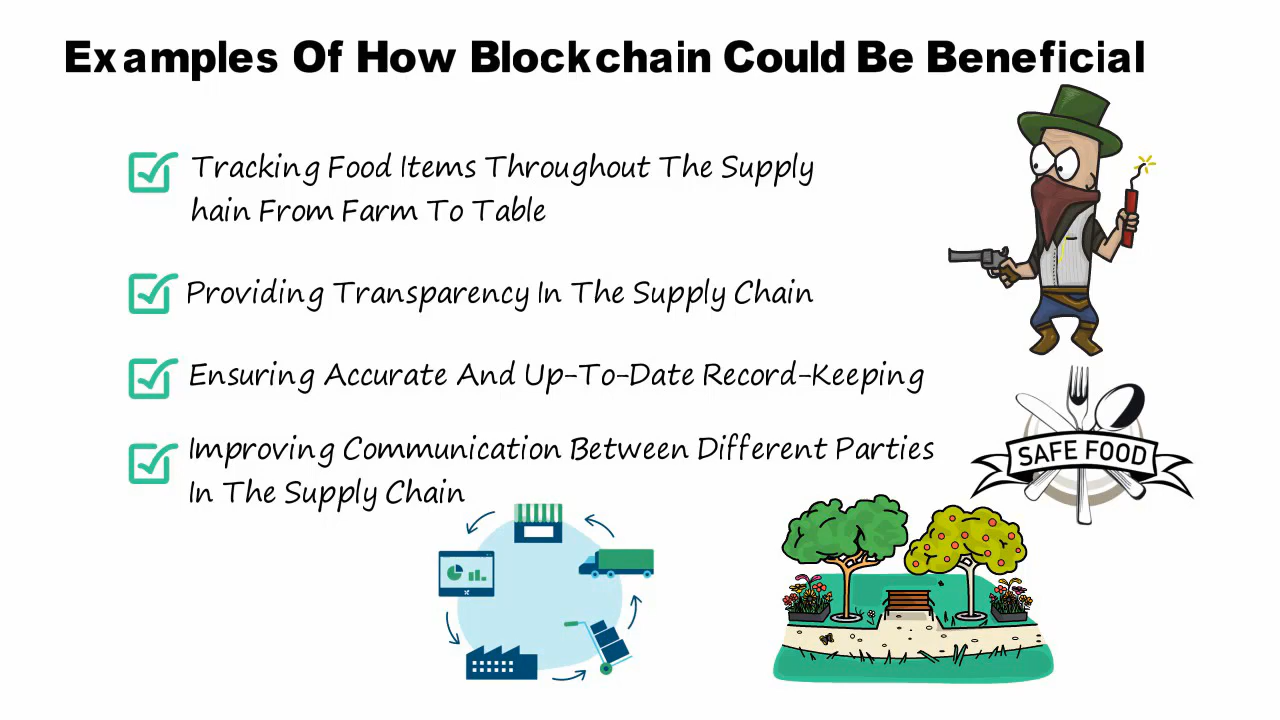 Examples Of How Blockchain Could Be Beneficial
Tracking Food Items Throughout The Supply
hain From Farm To Table
Providing Transparency In The Supply Chain
Ensuring Accurate And Up-To-Date Record-Keeping
Improving Communication Between Different Parties
In The Supply Chain
SAFE FOOD